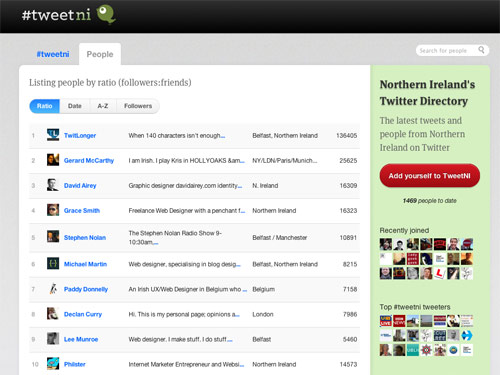 #tweetni
#tweetni People
Search for people
Listing people by ratio (followers:friends)
Ratio Date A-Z Followers
1 TwitLonger When 140 characters isn't enough... Belfast, Northern Ireland 136405
2 Gerard McCarthy I am Irish. I play Kris in HOLLYOAKS &am... NY/LDN/Paris/Munich... 25625
3 David Airey Graphic designer davidairey.com identity... N. Ireland 16309
4 Grace Smith Freelance Web Designer with a penchant f... Northern Ireland 16323
5 Stephen Nolan The Stephen Nolan Radio Show 9-
10:30am,... Belfast / Manchester 10891
6 Michael Martin Web designer, specialising in blog desig... Belfast, Northern Ireland 8215
7 Paddy Donnelly An Irish UX/Web Designer in Belgium who ... Belgium 7158
8 Declan Curry Hi, This is my personal page; opinions a... London 7986
9 Lee Munroe Web designer. I make stuff. I do stuff.... Belfast 5460
10 Philster Internet Marketer Entrepreneur and Websi... Northern Ireland 14573
Northern Ireland's
Twitter Directory
The latest tweets and
people from Northern
Ireland on Twitter
Add yourself to TweetNI
1469 people to date
Recently joined
Top #tweetni tweeters